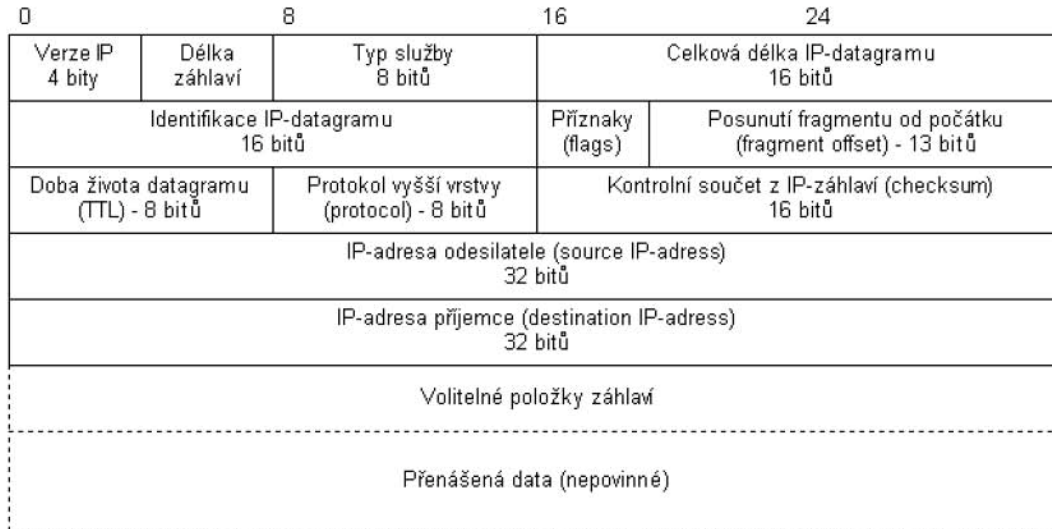 0 8 16 24
Verze IP
4 bity
Délka
záhlaví
Typ služby
8 bitů
Celková délka IP-datagramu
16 bitů
Identifikace IP-datagramu
16 bitů
Příznaky
(flags)
Posunutí fragmentu od počátku
(fragment offset) - 13 bitů
Doba života datagramu
(TTL) - 8 bitů
Protokol vyšší vrstvy
(protocol) - 8 bitů
Kontrolní součet z IP-záhlaví (checksum)
16 bitů
IP-adresa odesilatele (source IP-adress)
32 bitů
IP-adresa příjemce (destination IP-adress)
32 bitů
Volitelné položky záhlaví
Přenášená data (nepovinné)